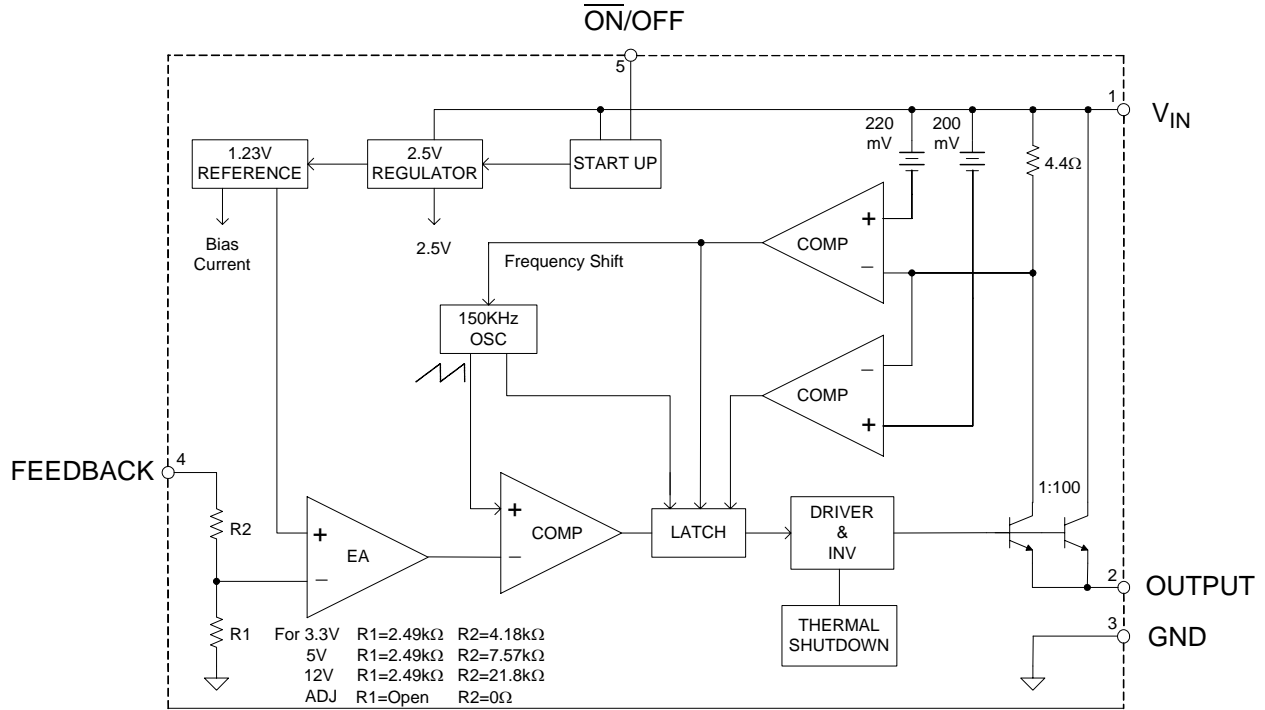 ON/OFF
5
1
VIN
220
mV
200
mV
4.4Ω
1.23V
REFERENCE
2.5V
REGULATOR
START UP
Bias
Current
2.5V
+
COMP
–
Frequency Shift
150KHz
OSC
–
COMP
+
FEEDBACK
4
R2
+
EA
–
+
COMP
–
LATCH
DRIVER
&
INV
1:100
2
OUTPUT
R1
THERMAL
SHUTDOWN
3
GND
For 3.3V R1=2.49kΩ R2=4.18kΩ
5V R1=2.49kΩ R2=7.57kΩ
12V R1=2.49kΩ R2=21.8kΩ
ADJ R1=Open R2=0Ω